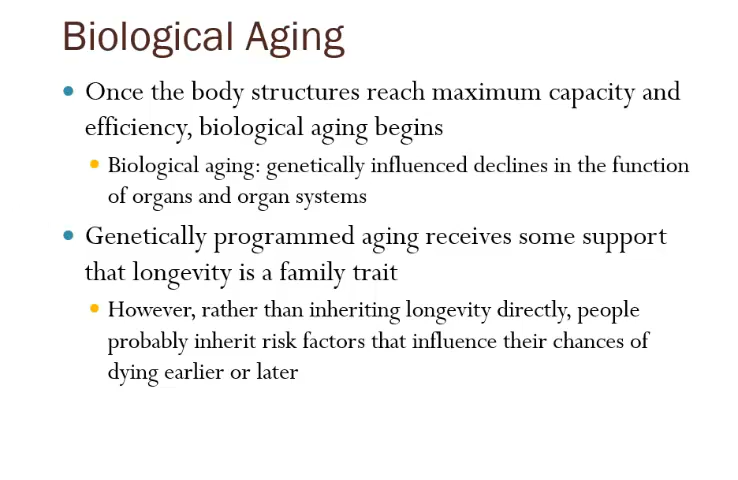 Biological Aging
Once the body structures reach maximum capacity and
efficiency, biological aging begins
Biological aging: genetically influenced declines in the function
of organs and organ systems
Genetically programmed aging receives some support
that longevity is a family trait
However, rather than inheriting longevity directly, people
probably inherit risk factors that influence their chances of
dying earlier or later